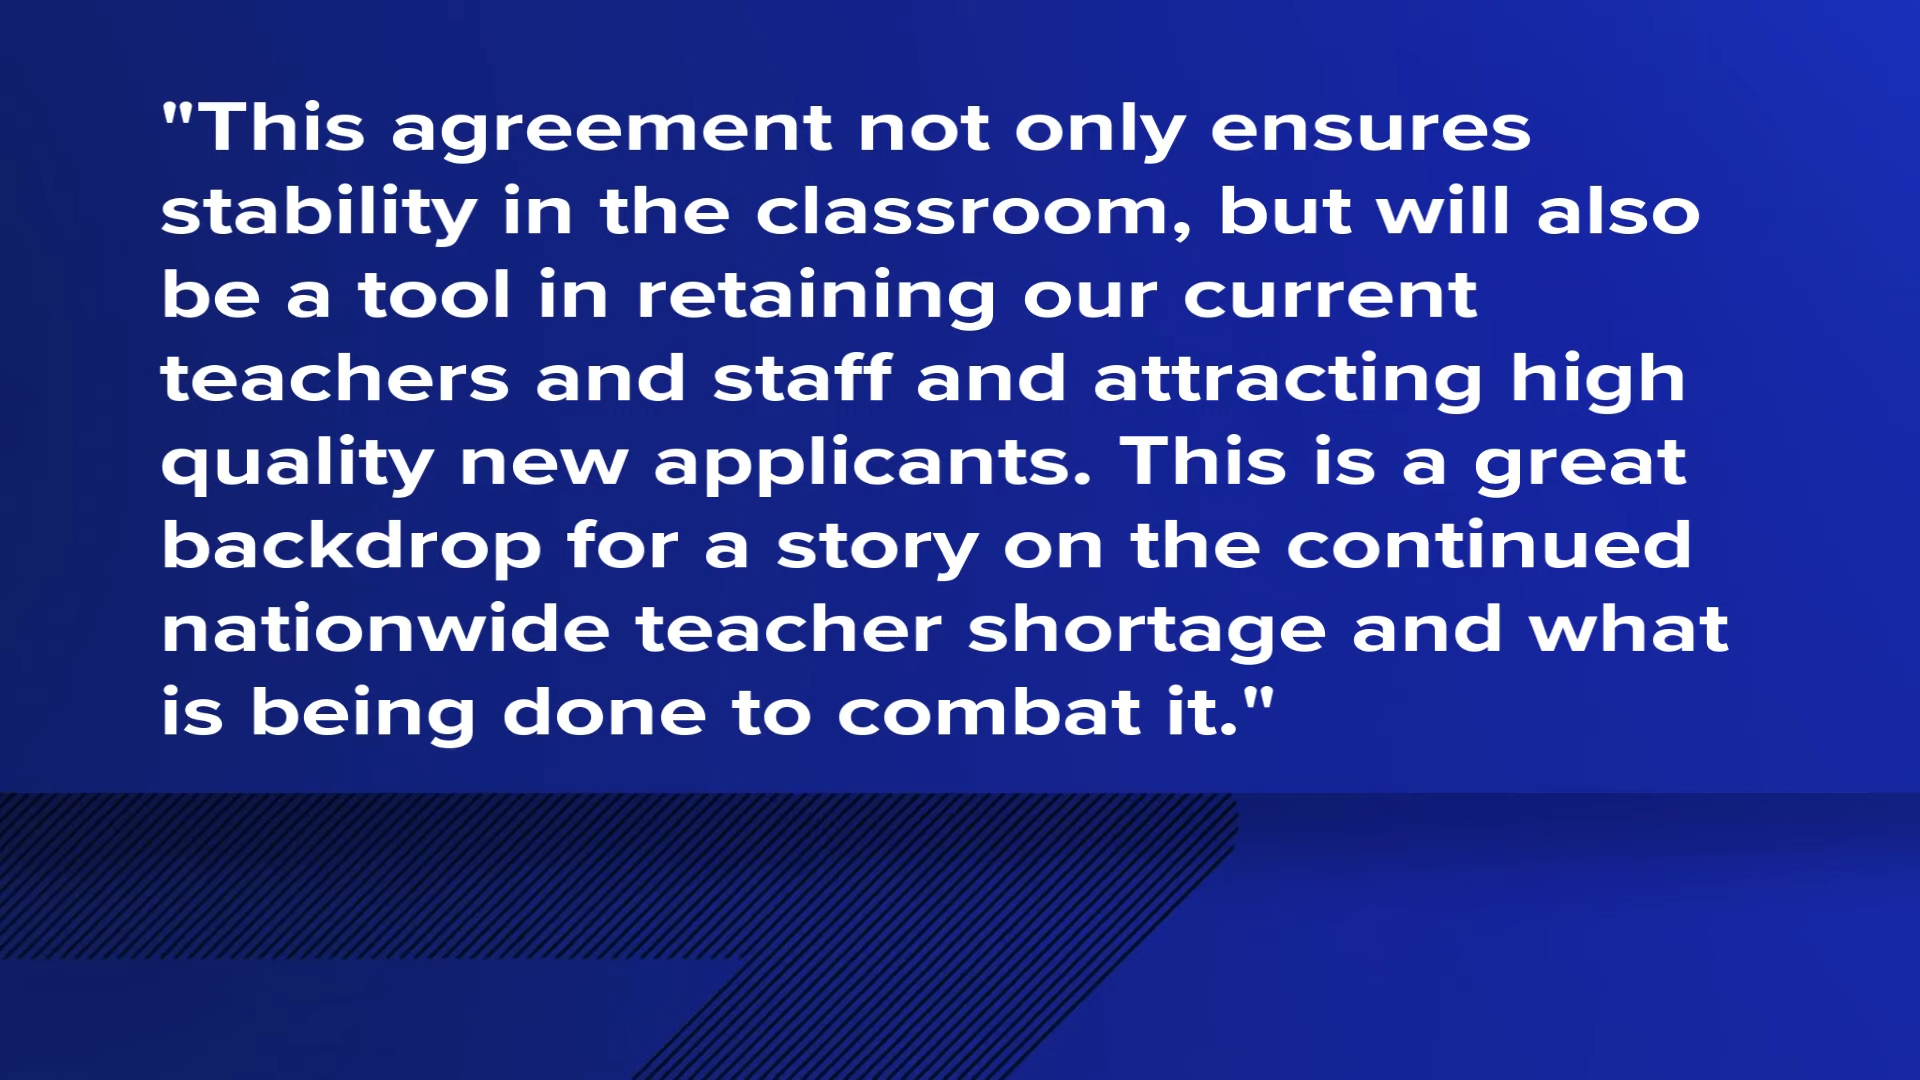 "This agreement not only ensures
stability in the classroom, but will also
be a tool in retaining our current
teachers and staff and attracting high
quality new applicants. This is a great
backdrop for a story on the continued
nationwide teacher shortage and what
is being done to combat it."